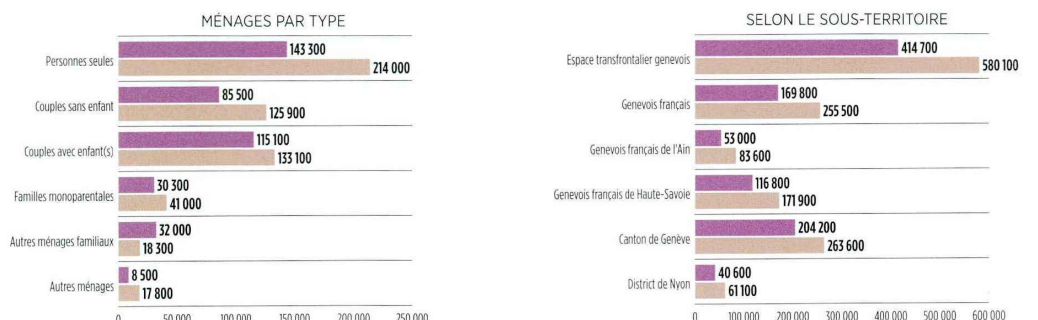 MÉNAGES PAR TYPE
Personnes seules
143 300
214 000
Couples sans enfant
85 500
125 900
Couples avec enfant(s)
115 100
133 100
Familles monoparentales
30 300
41 000
Autres ménages familiaux
32 000
18 300
Autres ménages
8 500
17 800
0 50 000 100 000 150 000 200 000 250 000
SELON LE SOUS-TERRITOIRE
Espace transfrontalier genevois
414 700
580 100
Genevois français
169 800
255 500
Genevois français de l'Ain
53 000
83 600
Genevois français de Haute-Savoie
116 800
171 900
Canton de Genève
204 200
263 600
District de Nyon
40 600
61 100
0 100 000 200 000 300 000 400 000 500 000 600 000